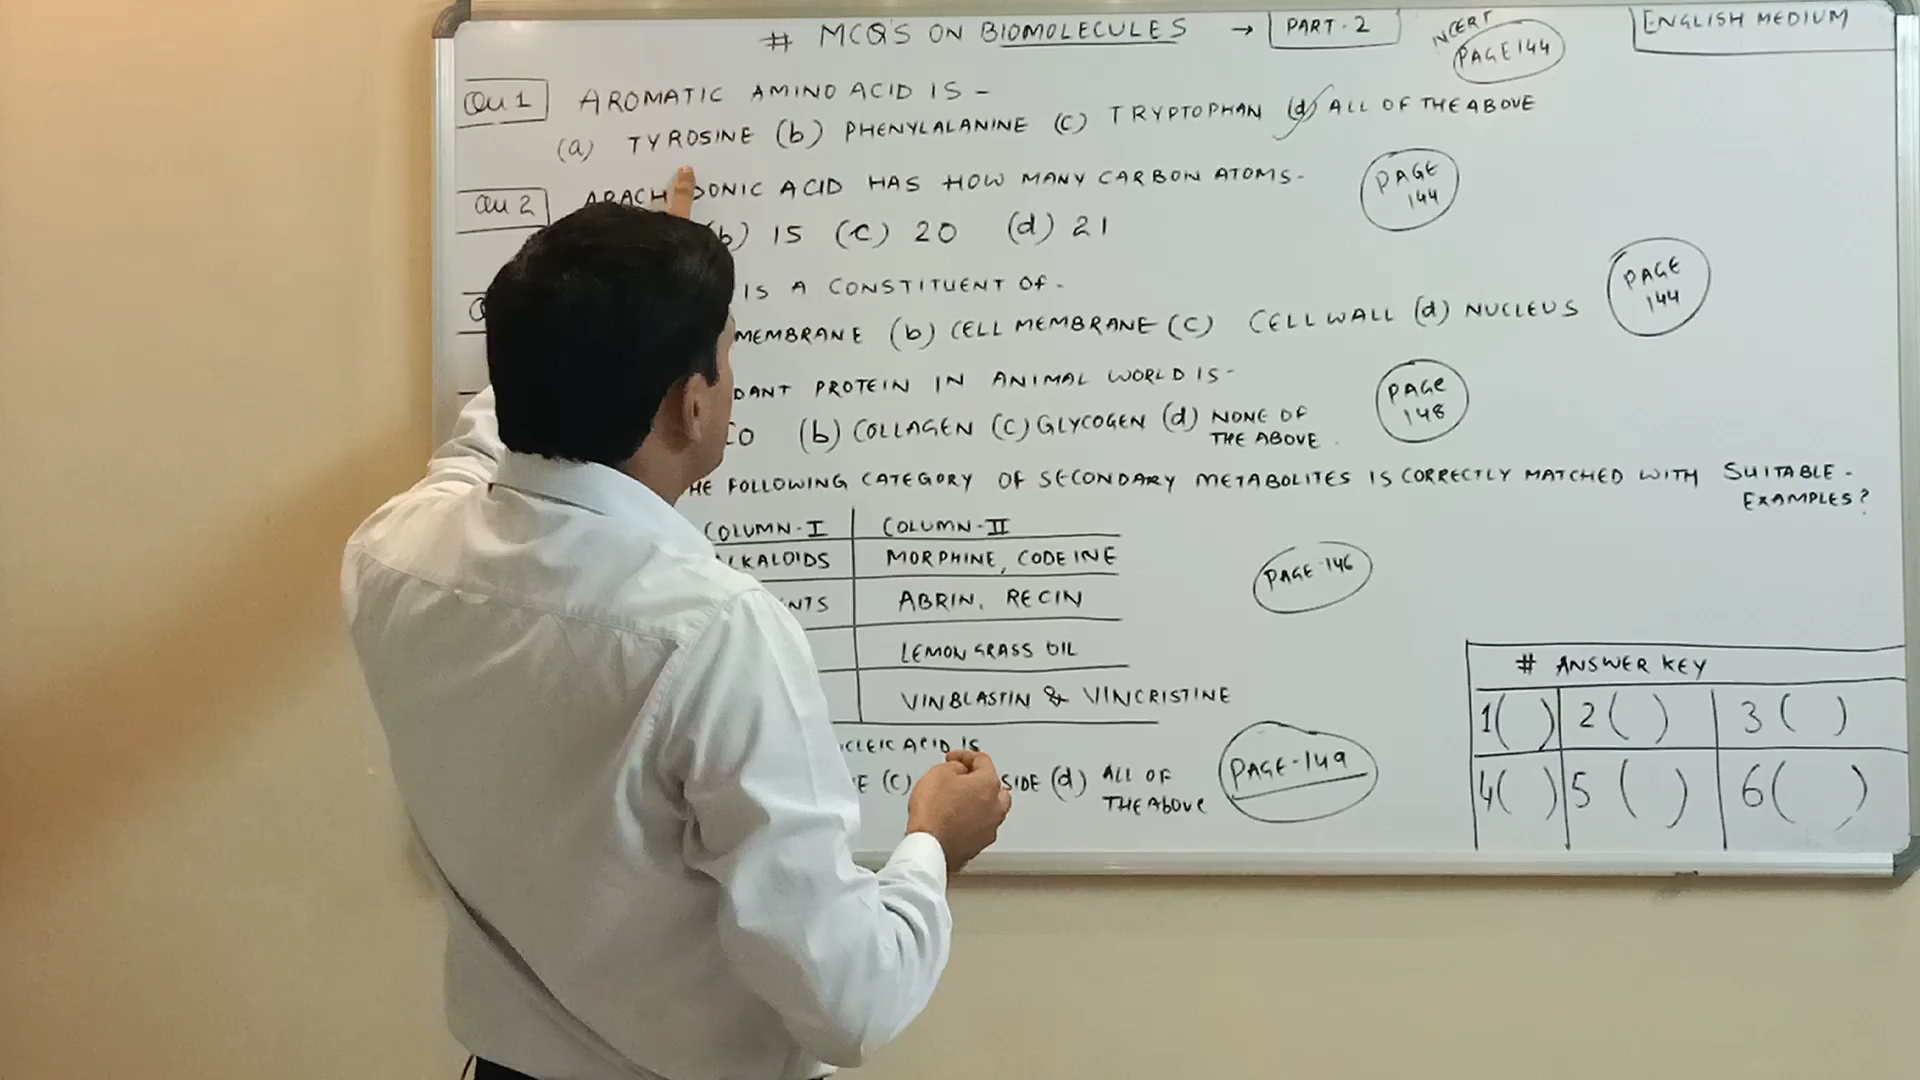 # MCQ'S ON BIOMOLECULES → PART-2
NCERT
PAGE 144
ENGLISH MEDIUM
Qu 1 AROMATIC AMINO ACID IS -
(a) TYROSINE (b) PHENYLALANINE (c) TRYPTOPHAN (d) ALL OF THE ABOVE
Qu 2 ARACH DONIC ACID HAS HOW MANY CARBON ATOMS-
PAGE 144
b) 15 (c) 20 (d) 21
IS A CONSTITUENT OF-
PAGE 144
MEMBRANE (b) CELL MEMBRANE (c) CELL WALL (d) NUCLEUS
DANT PROTEIN IN ANIMAL WORLD IS-
PAGE 148
CO (b) COLLAGEN (c) GLYCOGEN (d) NONE OF
THE ABOVE.
HE FOLLOWING CATEGORY OF SECONDARY METABOLITES IS CORRECTLY MATCHED WITH SUITABLE-
EXAMPLES?
COLUMN-I COLUMN-II
LKALOIDS MORPHINE, CODEINE
NTS ABRIN, RECIN
LEMON GRASS OIL
VINBLASTIN & VINCRISTINE
PAGE-146
CLEIC ACID IS
E (c) SIDE (d) ALL OF
THE ABOVE
PAGE-149
# ANSWER KEY
1( ) 2( ) 3( )
4( ) 5( ) 6( )